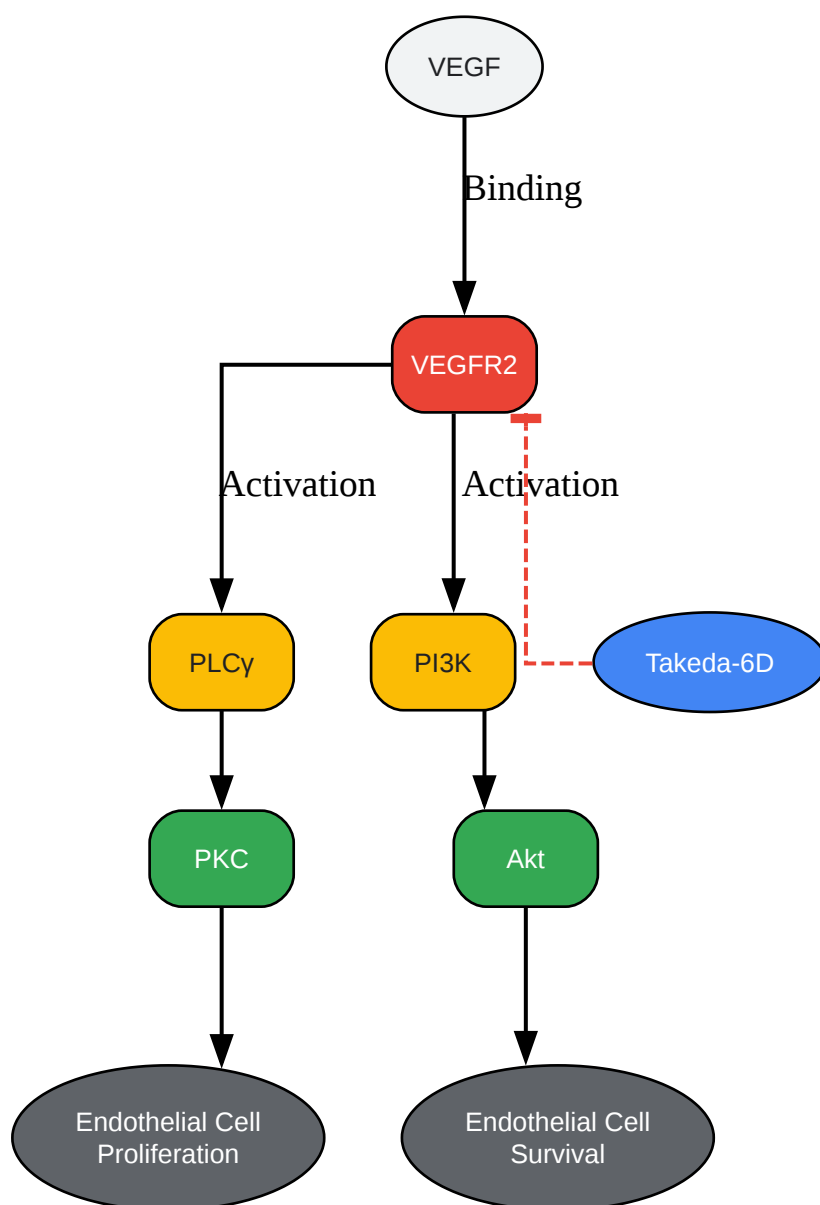 VEGF
Binding
VEGFR2
Activation
Activation
PLCγ
PI3K
Takeda-6D
PKC
Akt
Endothelial Cell
Proliferation
Endothelial Cell
Survival